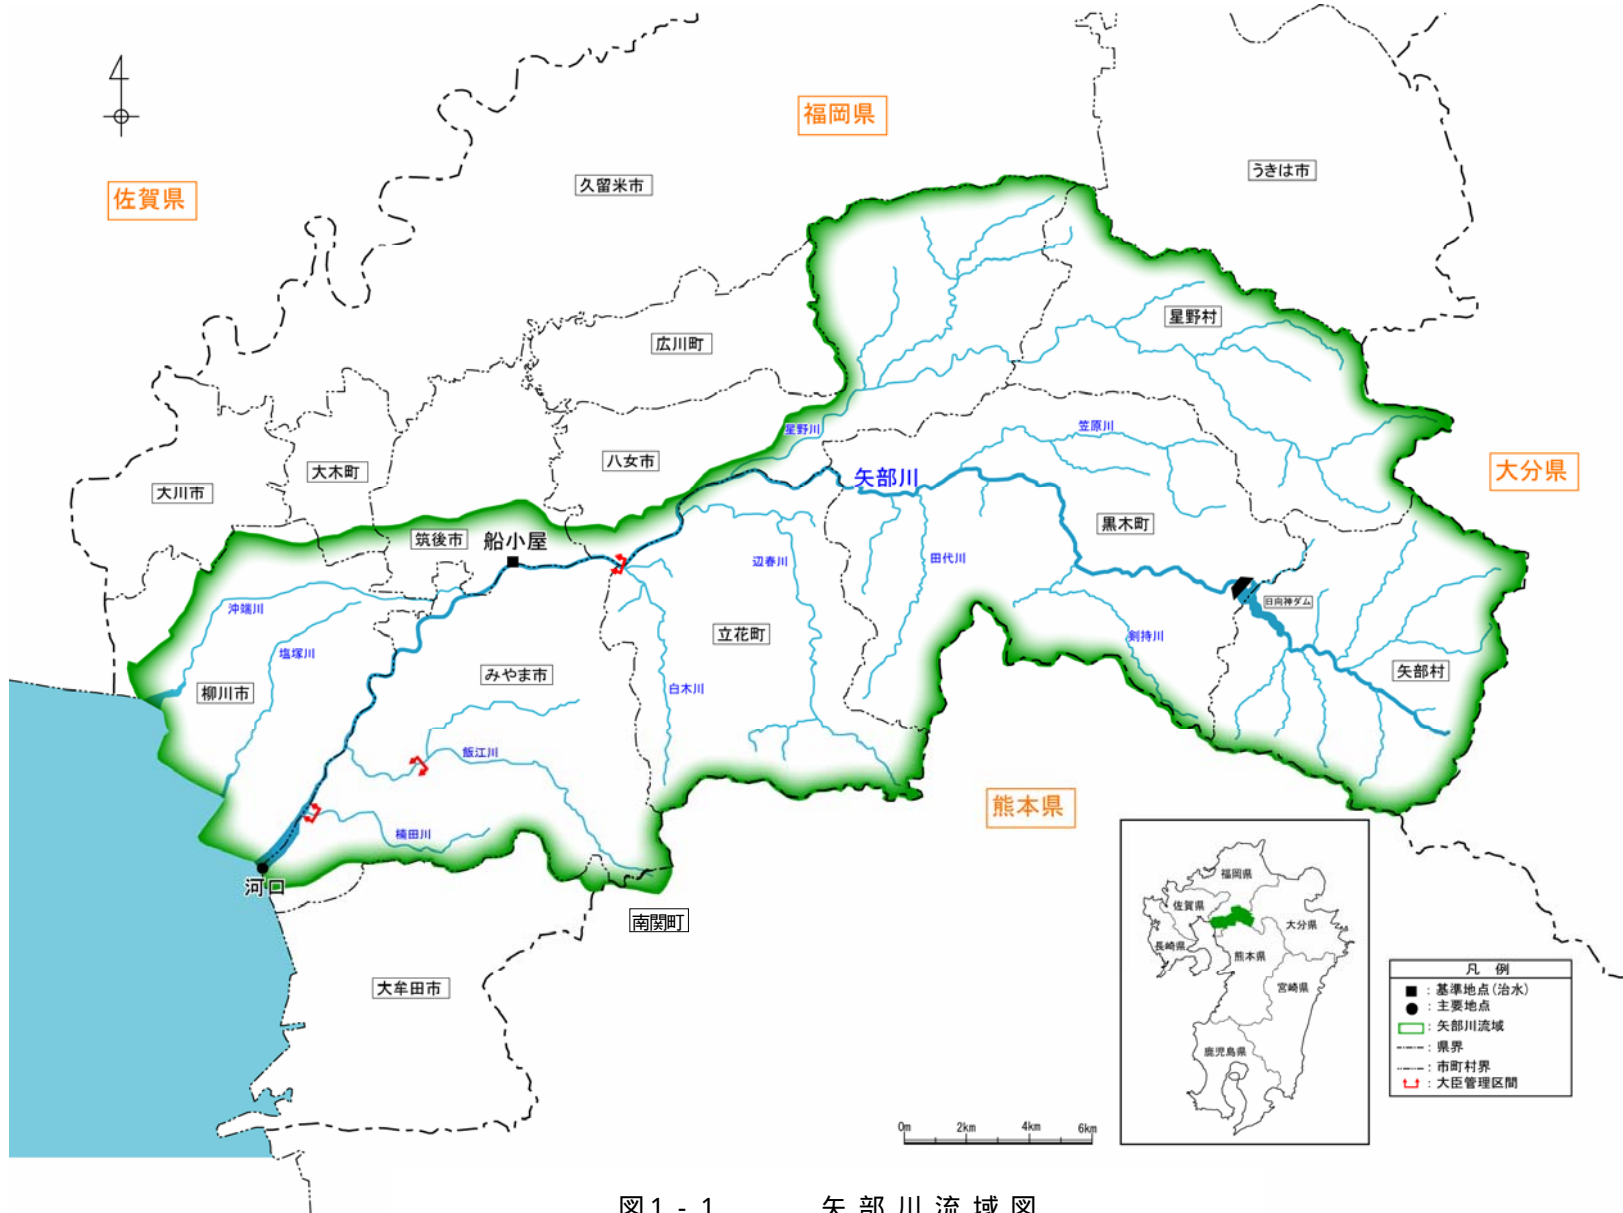 福岡県
佐賀県
久留米市
うきは市
星野村
広川町
星野川
笠原川
八女市
大木町
大川市
矢部川
大分県
黒木町
筑後市
船小屋
辺春川
田代川
日向神ダム
沖端川
塩塚川
立花町
剣持川
みやま市
矢部村
柳川市
白木川
飯江川
熊本県
楠田川
河口
南関町
大牟田市
福岡県
佐賀県
大分県
長崎県
熊本県
宮崎県
鹿児島県
凡 例
■ : 基準地点(治水)
● : 主要地点
: 矢部川流域
: 県界
: 市町村界
: 大臣管理区間
0m 2km 4km 6km
図1-1 矢部川流域図